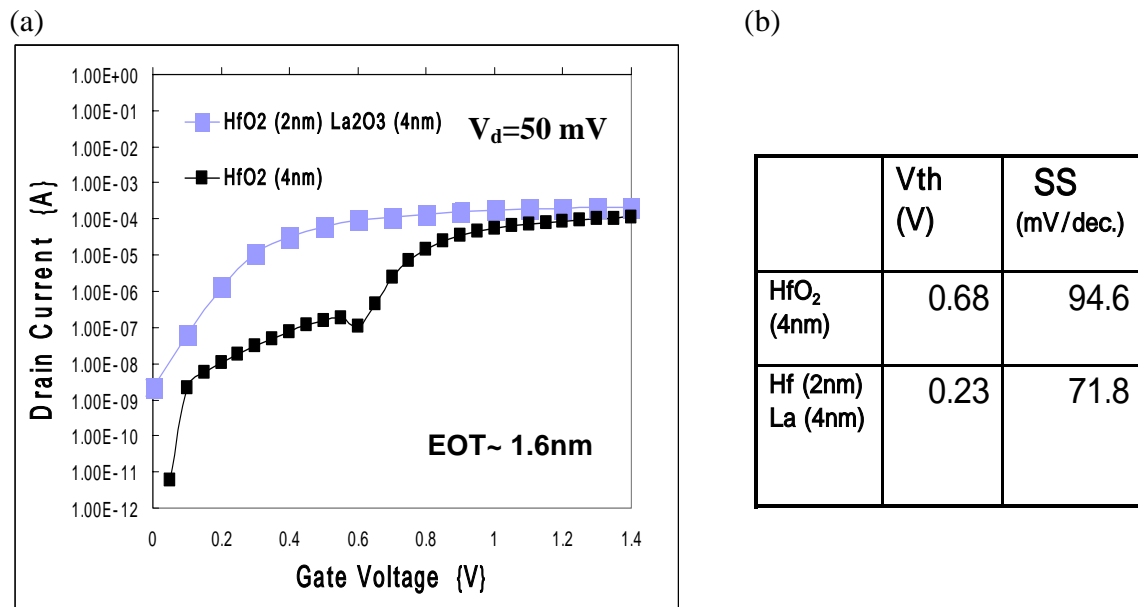 (a)
(b)
1.00E+00
1.00E-01
1.00E-02
1.00E-03
1.00E-04
1.00E-05
1.00E-06
1.00E-07
1.00E-08
1.00E-09
1.00E-10
1.00E-11
1.00E-12
Drain Current {A}
HfO2 (2nm) La2O3 (4nm)
HfO2 (4nm)
Vd=50 mV
EOT~ 1.6nm
0 0.2 0.4 0.6 0.8 1 1.2 1.4
Gate Voltage {V}
Vth SS
(V) (mV/dec.)
HfO2 0.68 94.6
(4nm)
Hf (2nm) 0.23 71.8
La (4nm)